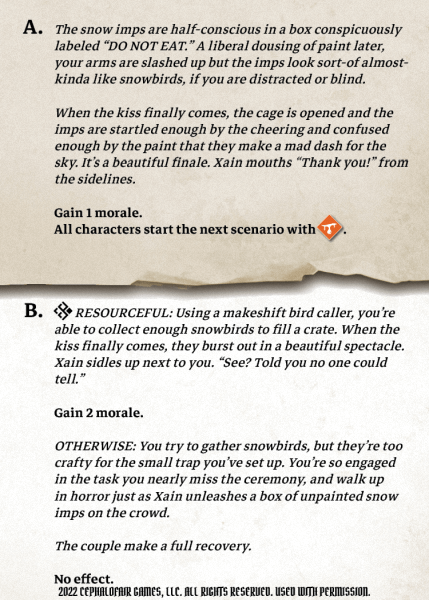 A. The snow imps are half-conscious in a box conspicuously
labeled “DO NOT EAT.” A liberal dousing of paint later,
your arms are slashed up but the imps look sort-of almost-
kinda like snowbirds, if you are distracted or blind.
When the kiss finally comes, the cage is opened and the
imps are startled enough by the cheering and confused
enough by the paint that they make a mad dash for the
sky. It’s a beautiful finale. Xain mouths “Thank you!” from
the sidelines.
Gain 1 morale.
All characters start the next scenario with .
B. RESOURCEFUL: Using a makeshift bird caller, you’re
able to collect enough snowbirds to fill a crate. When the
kiss finally comes, they burst out in a beautiful spectacle.
Xain sidles up next to you. “See? Told you no one could
tell.”
Gain 2 morale.
OTHERWISE: You try to gather snowbirds, but they’re too
crafty for the small trap you’ve set up. You’re so engaged
in the task you nearly miss the ceremony, and walk up
in horror just as Xain unleashes a box of unpainted snow
imps on the crowd.
The couple make a full recovery.
No effect.
2022 CEPHALOFAIR GAMES, LLC. ALL RIGHTS RESERVED. USED WITH PERMISSION.